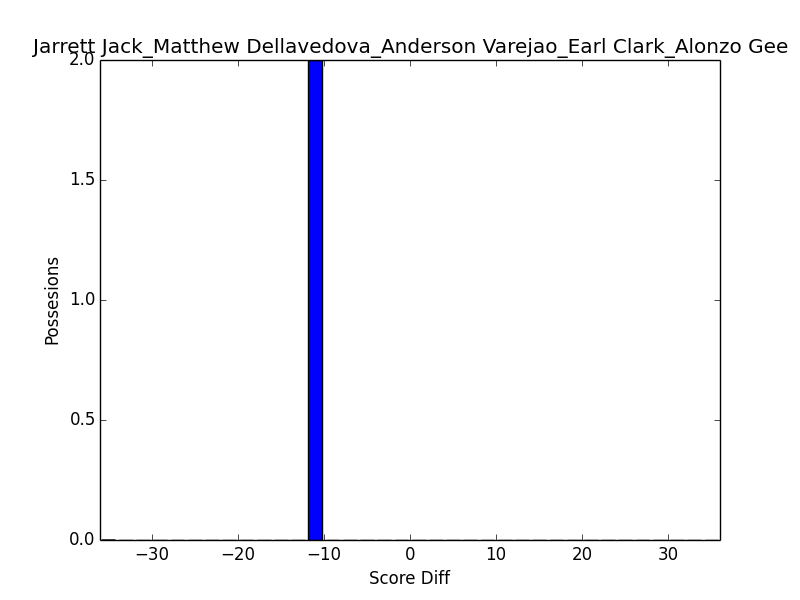 Jarrett Jack_Matthew Dellavedova_Anderson Varejao_Earl Clark_Alonzo Gee
2.0
1.5
1.0
0.5
0.0
Possesions
−30 −20 −10 0 10 20 30
Score Diff